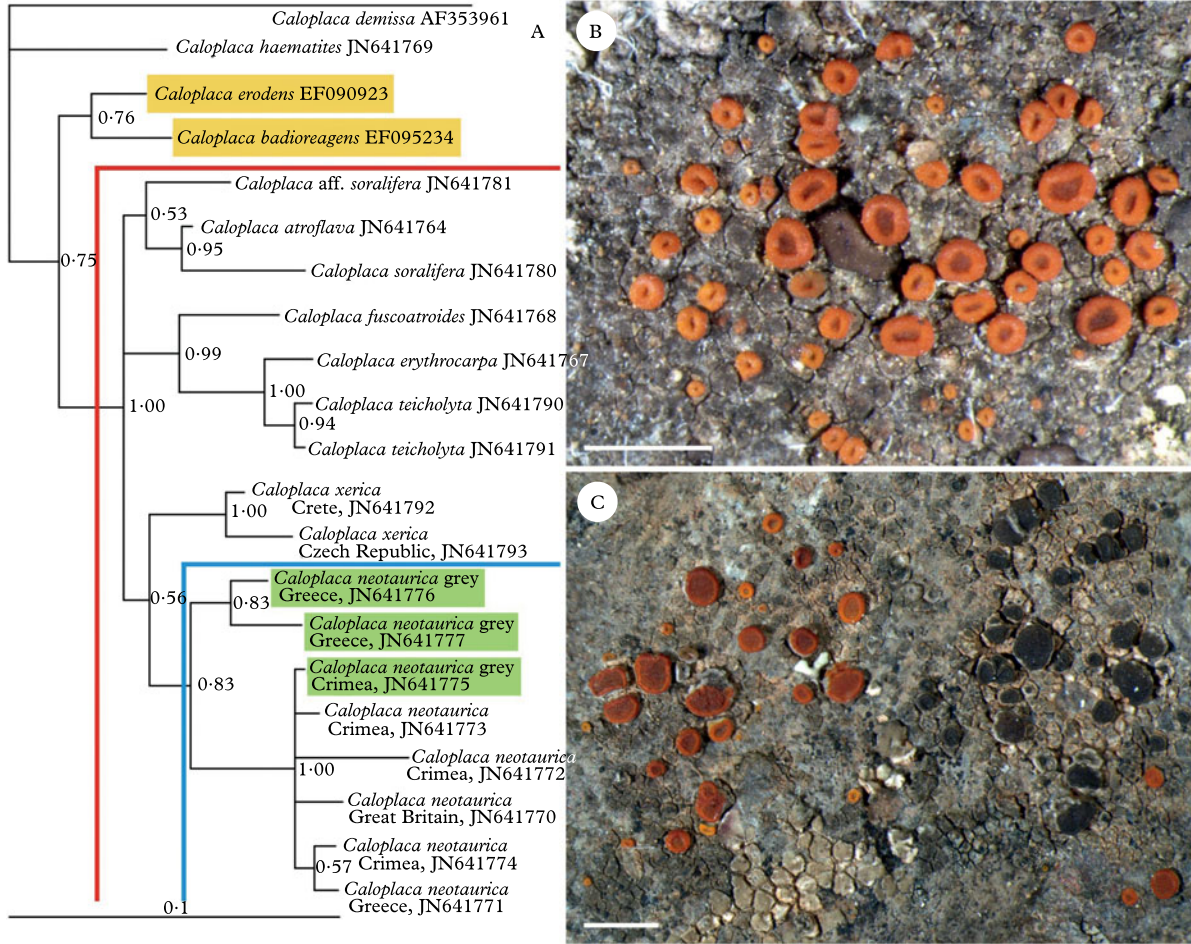 Caloplaca demissa AF353961
A
B
Caloplaca haematites JN641769
Caloplaca erodens EF090923
0·76
Caloplaca badioreagens EF095234
Caloplaca aff. soralifera JN641781
0·53
Caloplaca atroflava JN641764
0·95
0·75
Caloplaca soralifera JN641780
Caloplaca fuscoatroides JN641768
0·99
Caloplaca erythrocarpa JN641767
1·00
Caloplaca teicholyta JN641790
1·00
0·94
Caloplaca teicholyta JN641791
Caloplaca xerica
Crete, JN641792
1·00
Caloplaca xerica
Czech Republic, JN641793
C
Caloplaca neotaurica grey
Greece, JN641776
0·56
0·83
Caloplaca neotaurica grey
Greece, JN641777
Caloplaca neotaurica grey
Crimea, JN641775
0·83
Caloplaca neotaurica
Crimea, JN641773
Caloplaca neotaurica
Crimea, JN641772
1·00
Caloplaca neotaurica
Great Britain, JN641770
Caloplaca neotaurica
Crimea, JN641774
0·57
Caloplaca neotaurica
Greece, JN641771
0·1